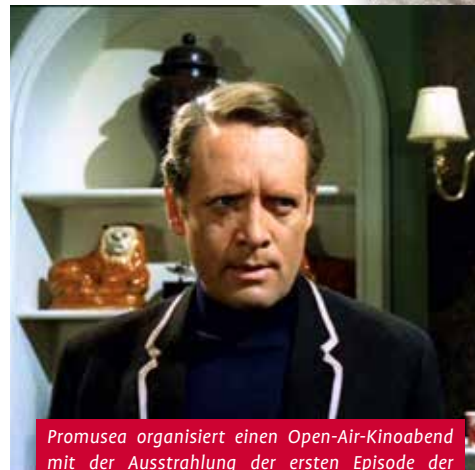 Promusea organisiert einen Open-Air-Kinoabend
mit der Ausstrahlung der ersten Episode der